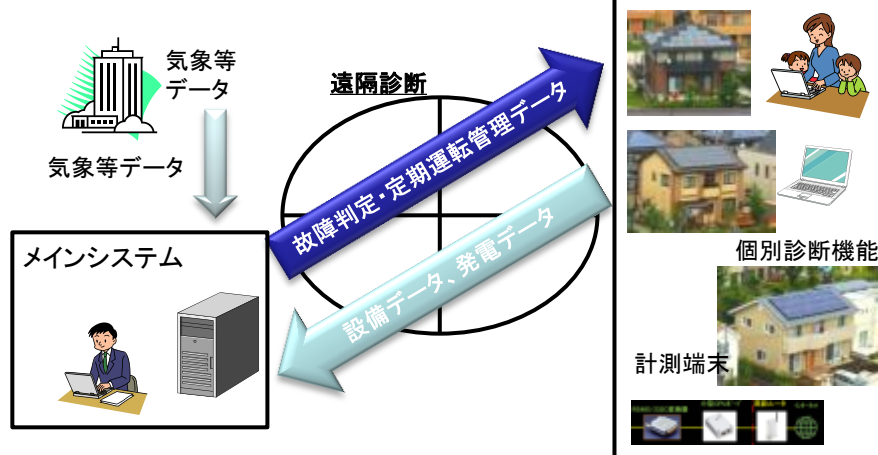 気象等
データ
気象等データ
遠隔診断
故障判定・定期運転管理データ
設備データ、発電データ
メインシステム
個別診断機能
計測端末